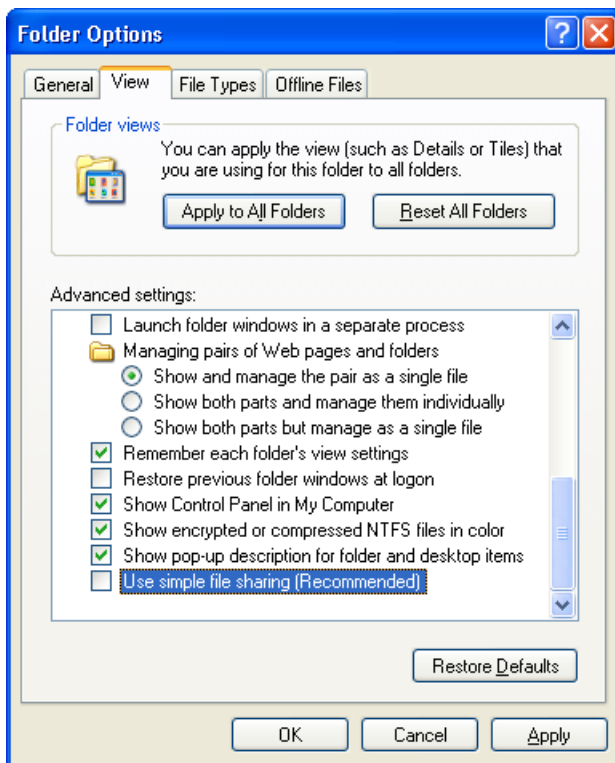 Folder Options
General View File Types Offline Files
Folder views
You can apply the view (such as Details or Tiles) that
you are using for this folder to all folders.
Apply to All Folders Reset All Folders
Advanced settings:
Launch folder windows in a separate process
Managing pairs of Web pages and folders
Show and manage the pair as a single file
Show both parts and manage them individually
Show both parts but manage as a single file
Remember each folder's view settings
Restore previous folder windows at logon
Show Control Panel in My Computer
Show encrypted or compressed NTFS files in color
Show pop-up description for folder and desktop items
Use simple file sharing (Recommended)
Restore Defaults
OK Cancel Apply